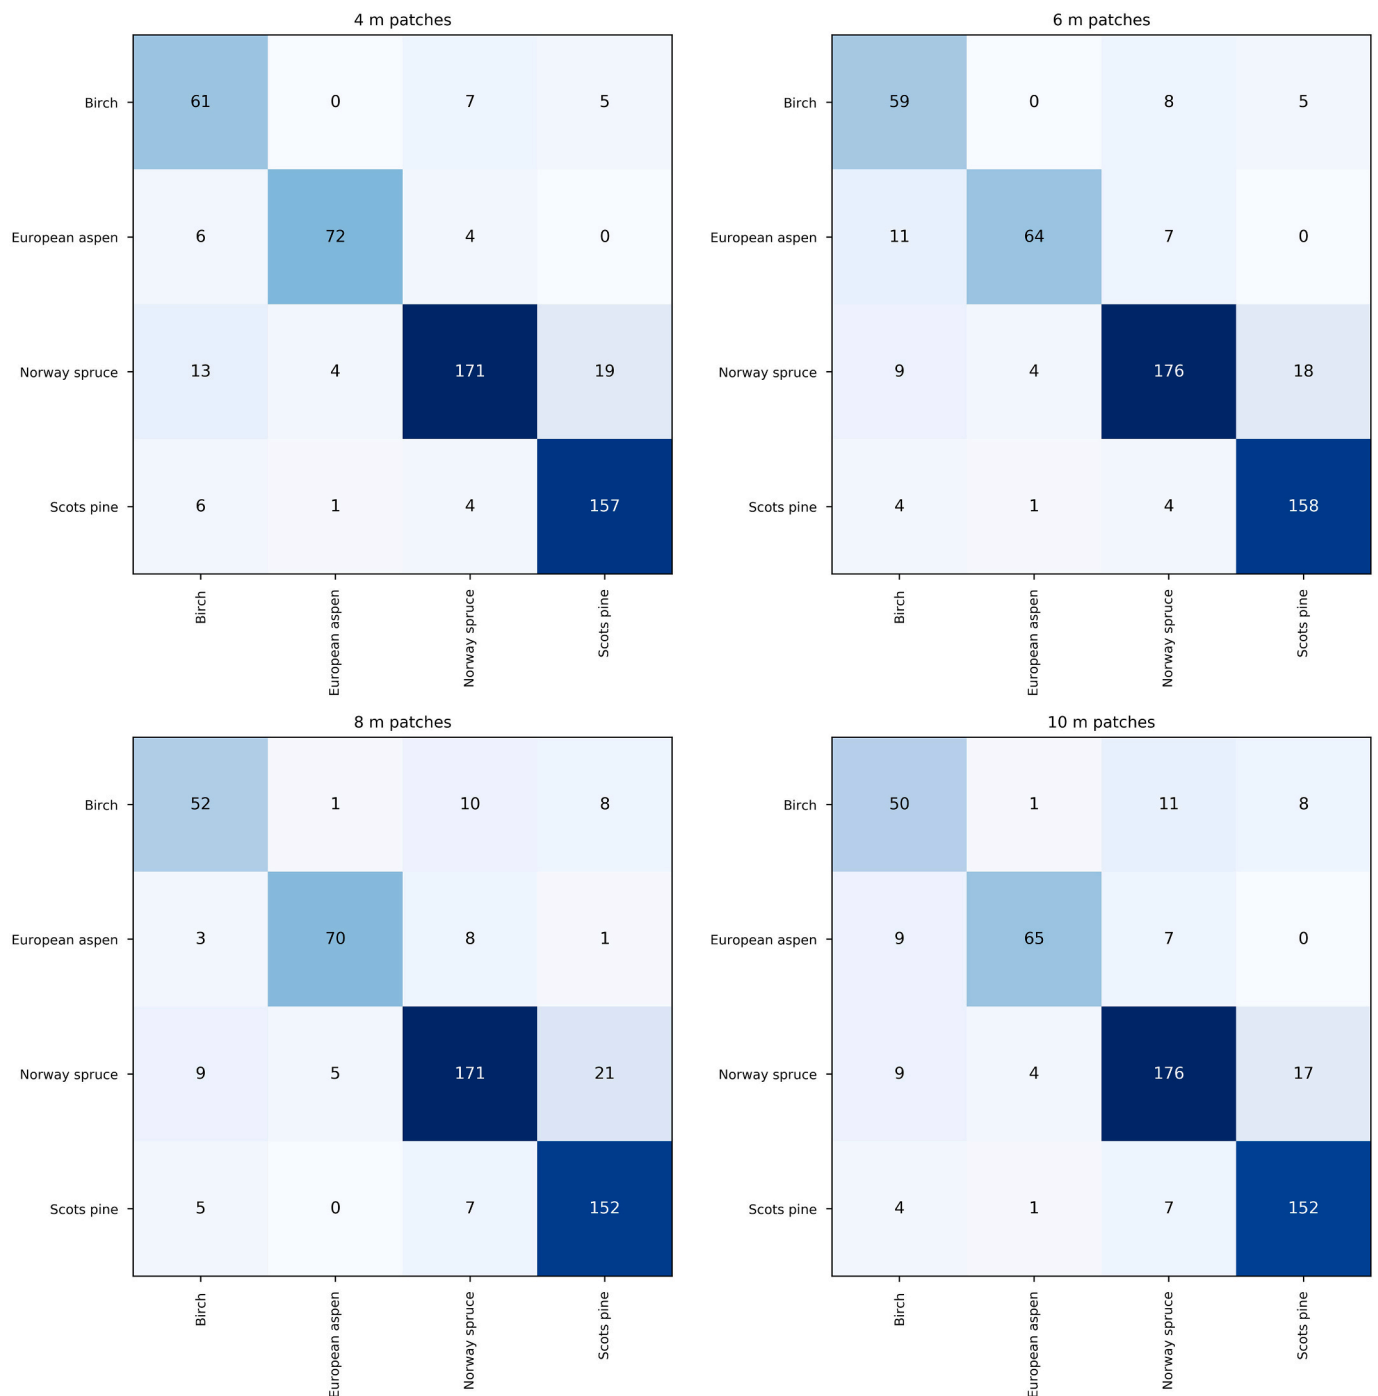 4 m patches
Birch 61 0 7 5
European aspen 6 72 4 0
Norway spruce 13 4 171 19
Scots pine 6 1 4 157
Birch
European aspen
Norway spruce
Scots pine
6 m patches
Birch 59 0 8 5
European aspen 11 64 7 0
Norway spruce 9 4 176 18
Scots pine 4 1 4 158
Birch
European aspen
Norway spruce
Scots pine
8 m patches
Birch 52 1 10 8
European aspen 3 70 8 1
Norway spruce 9 5 171 21
Scots pine 5 0 7 152
Birch
European aspen
Norway spruce
Scots pine
10 m patches
Birch 50 1 11 8
European aspen 9 65 7 0
Norway spruce 9 4 176 17
Scots pine 4 1 7 152
Birch
European aspen
Norway spruce
Scots pine